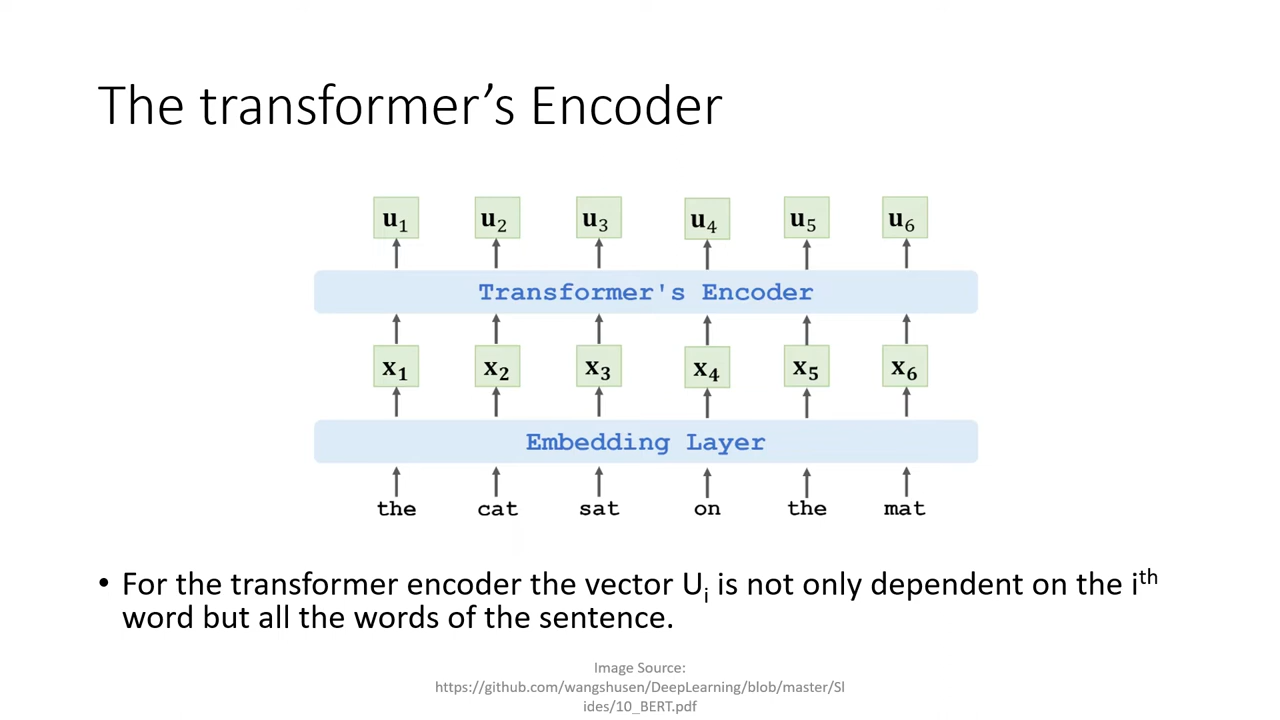 The transformer’s Encoder
u₁ u₂ u₃ u₄ u₅ u₆
Transformer's Encoder
x₁ x₂ x₃ x₄ x₅ x₆
Embedding Layer
the cat sat on the mat
• For the transformer encoder the vector Uᵢ is not only dependent on the iᵗʰ
word but all the words of the sentence.
Image Source:
https://github.com/wangshusen/DeepLearning/blob/master/Sl
ides/10_BERT.pdf